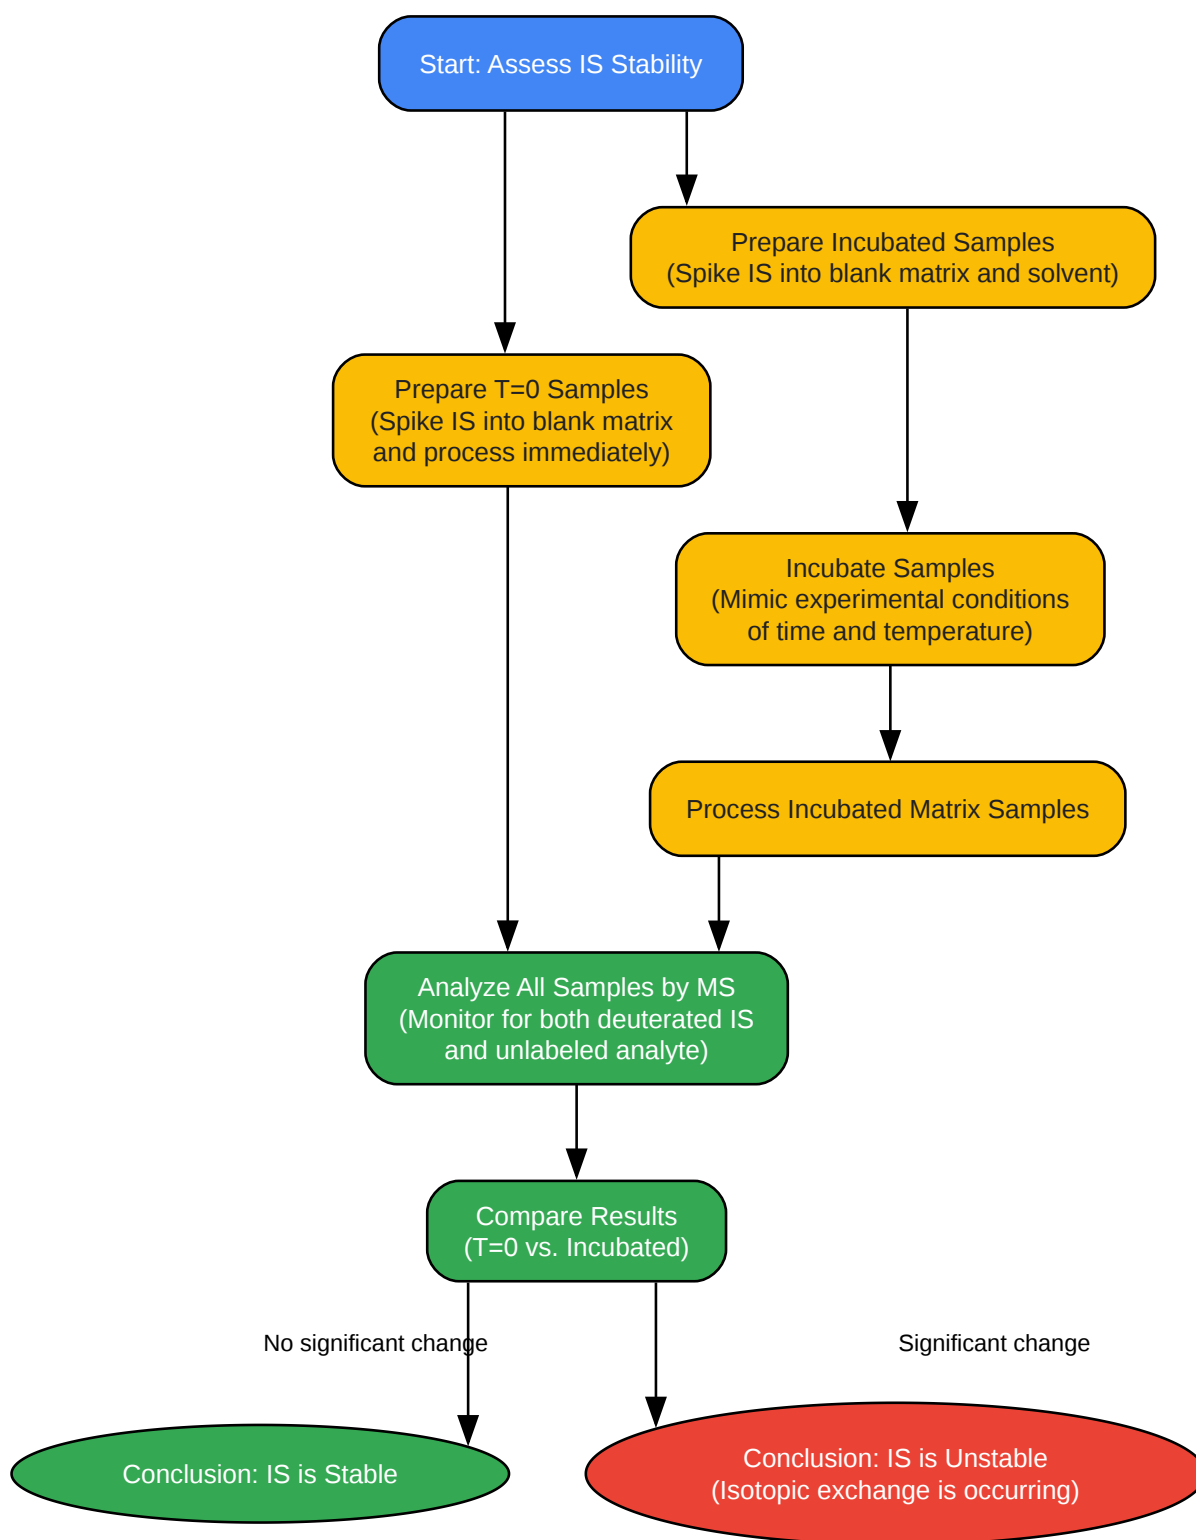 Start: Assess IS Stability
Prepare Incubated Samples
(Spike IS into blank matrix and solvent)
Prepare T=0 Samples
(Spike IS into blank matrix
and process immediately)
Incubate Samples
(Mimic experimental conditions
of time and temperature)
Process Incubated Matrix Samples
Analyze All Samples by MS
(Monitor for both deuterated IS
and unlabeled analyte)
Compare Results
(T=0 vs. Incubated)
No significant change
Significant change
Conclusion: IS is Stable
Conclusion: IS is Unstable
(Isotopic exchange is occurring)